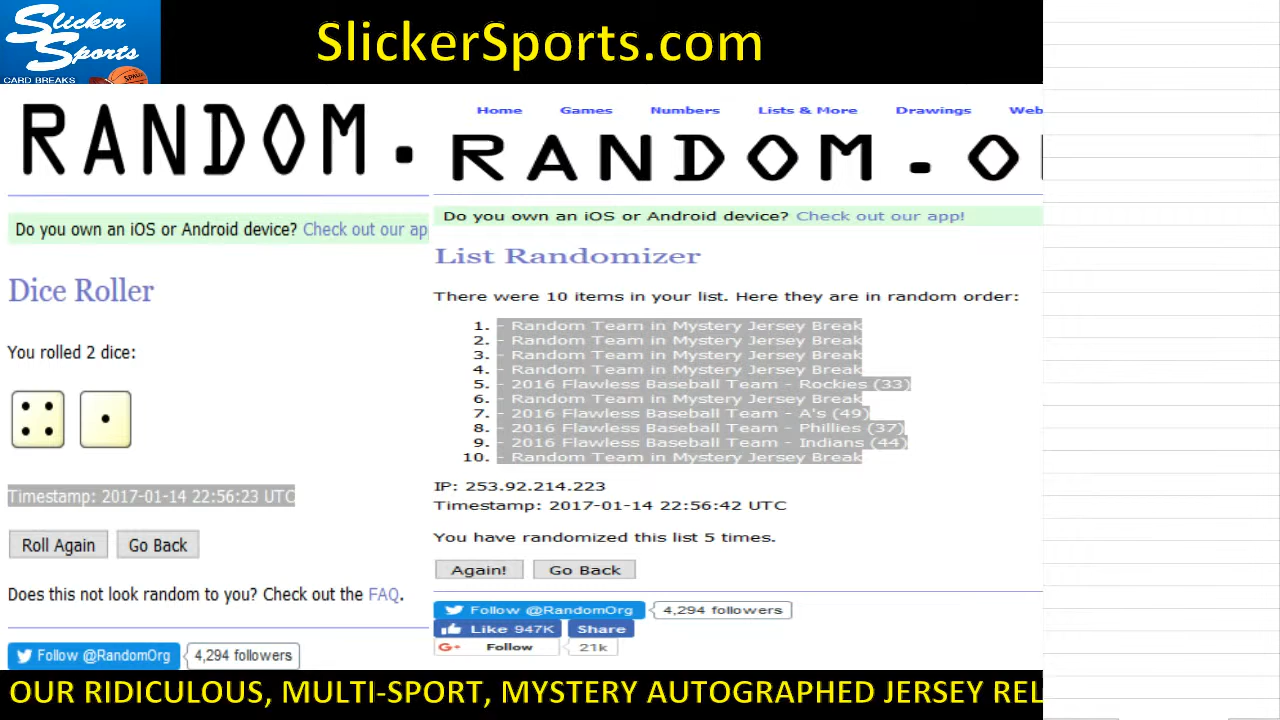 Slicker
Sports
CARD BREAKS
SlickerSports.com
RANDOM.
Do you own an iOS or Android device? Check out our ap
Dice Roller
You rolled 2 dice:
Timestamp: 2017-01-14 22:56:23 UTC
Roll Again Go Back
Does this not look random to you? Check out the FAQ.
Follow @RandomOrg 4,294 followers
Home Games Numbers Lists & More Drawings Web
RANDOM.O
Do you own an iOS or Android device? Check out our app!
List Randomizer
There were 10 items in your list. Here they are in random order:
1. - Random Team in Mystery Jersey Break
2. - Random Team in Mystery Jersey Break
3. - Random Team in Mystery Jersey Break
4. - Random Team in Mystery Jersey Break
5. - 2016 Flawless Baseball Team - Rockies (33)
6. - Random Team in Mystery Jersey Break
7. - 2016 Flawless Baseball Team - A's (49)
8. - 2016 Flawless Baseball Team - Phillies (37)
9. - 2016 Flawless Baseball Team - Indians (44)
10. - Random Team in Mystery Jersey Break
IP: 253.92.214.223
Timestamp: 2017-01-14 22:56:42 UTC
You have randomized this list 5 times.
Again! Go Back
Follow @RandomOrg 4,294 followers
Like 947K Share
G+ Follow 21k
OUR RIDICULOUS, MULTI-SPORT, MYSTERY AUTOGRAPHED JERSEY REL